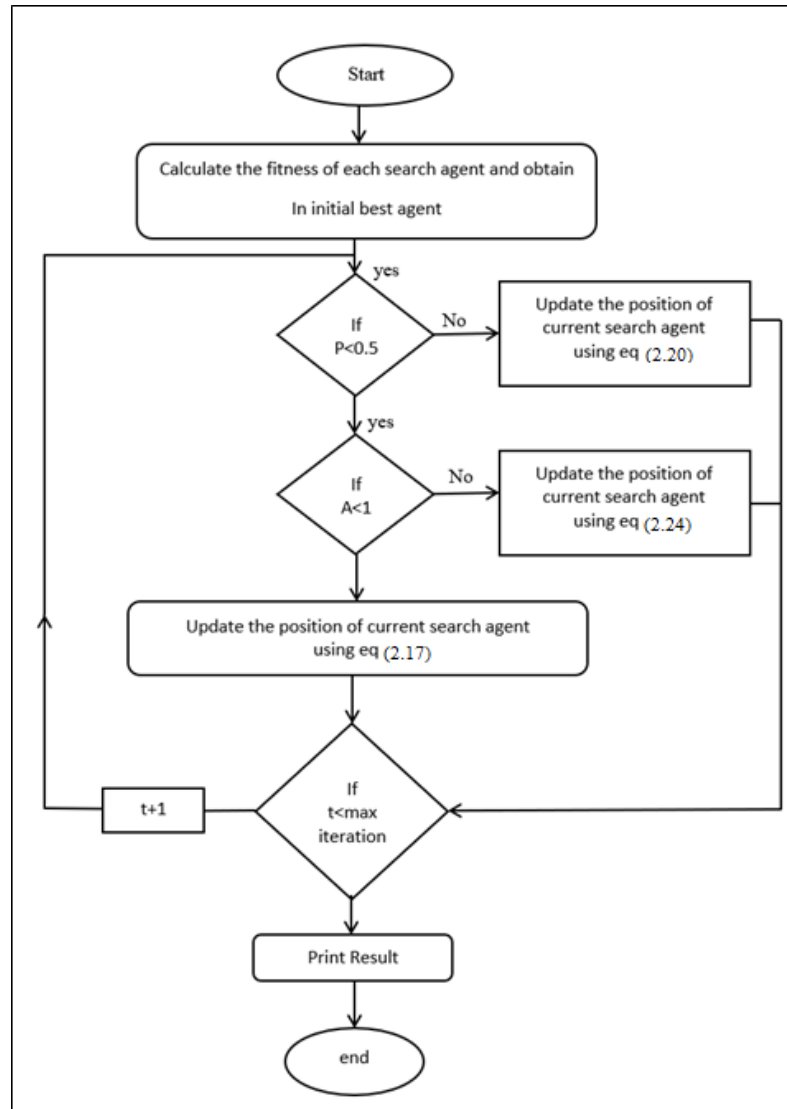 Start
Calculate the fitness of each search agent and obtain
In initial best agent
yes
If
P<0.5
No
Update the position of
current search agent
using eq (2.20)
yes
If
A<1
No
Update the position of
current search agent
using eq (2.24)
Update the position of current search agent
using eq (2.17)
If
t<max
iteration
t+1
Print Result
end